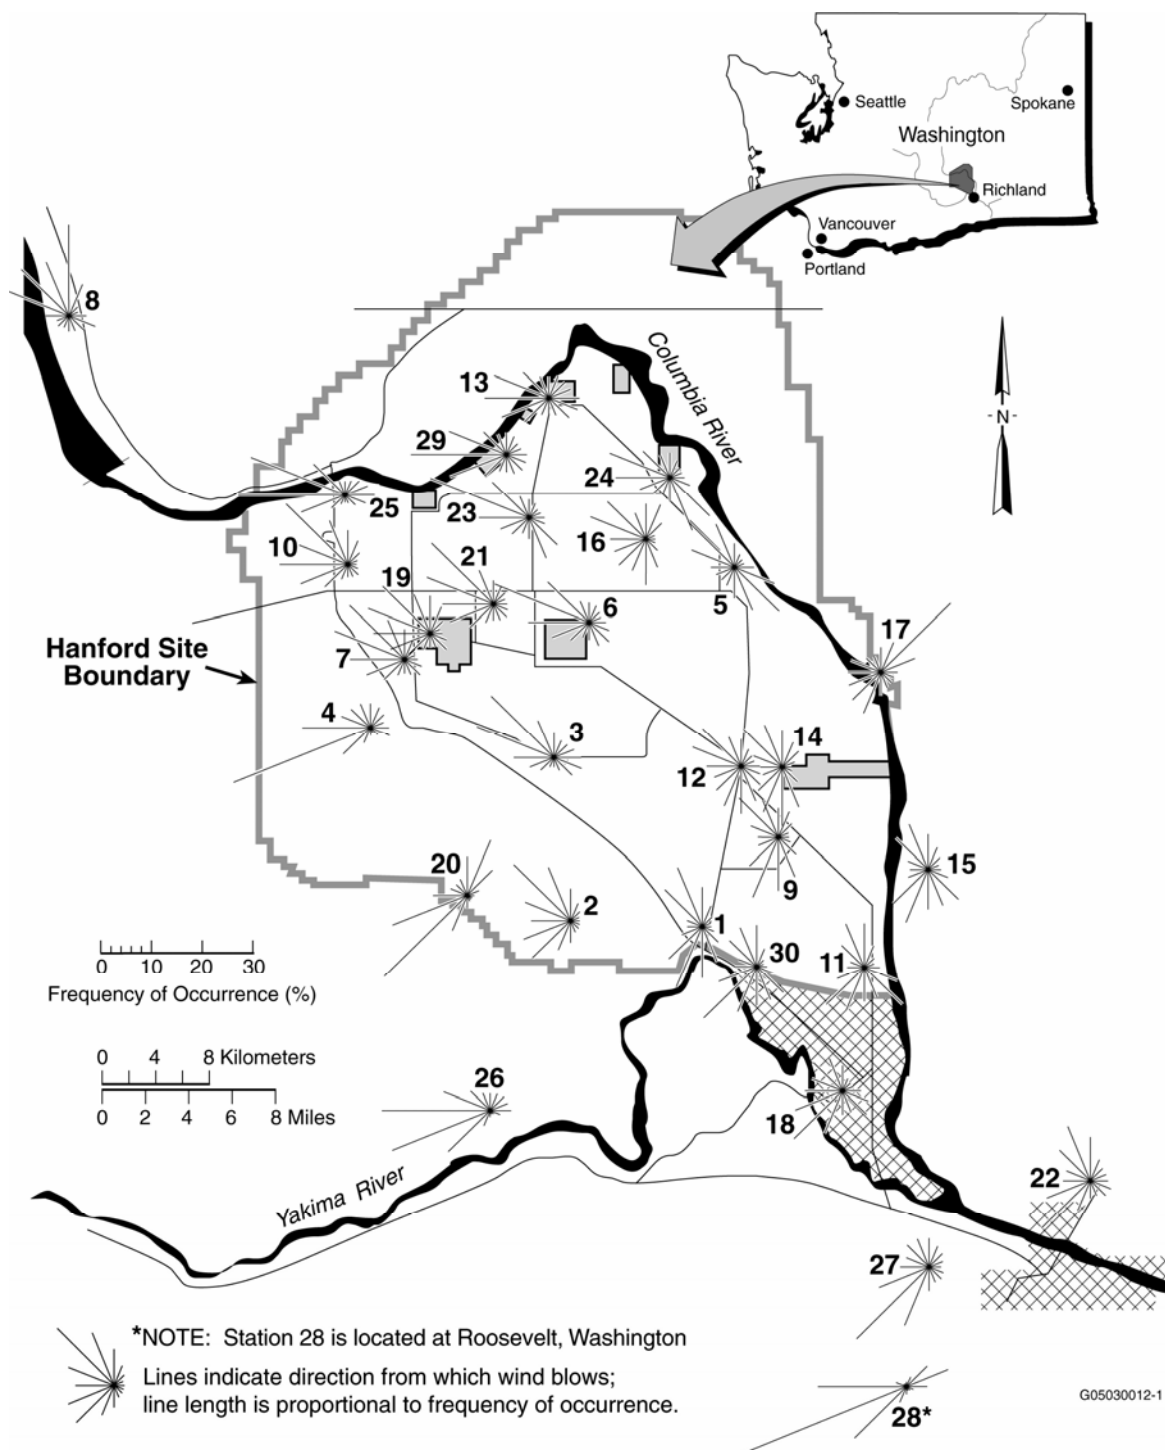 Seattle
Spokane
Washington
Richland
Vancouver
Portland
8
Columbia River
N
13
29
24
25
23
10
16
21
19
5
6
17
7
Hanford Site
Boundary
4
3
14
12
20
15
2
9
1
30
11
0 10 20 30
Frequency of Occurrence (%)
0 4 8 Kilometers
0 2 4 6 8 Miles
26
18
22
Yakima River
27
*NOTE: Station 28 is located at Roosevelt, Washington
Lines indicate direction from which wind blows;
line length is proportional to frequency of occurrence.
28*
G05030012-1